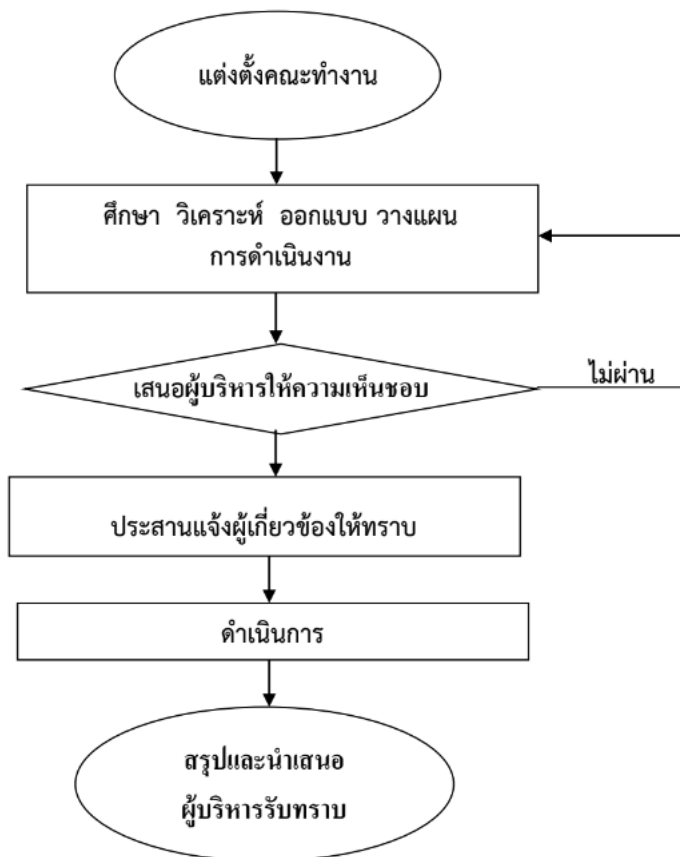 แต่งตั้งคณะทำงาน
ศึกษา วิเคราะห์ ออกแบบ วางแผน
การดำเนินงาน
เสนอผู้บริหารให้ความเห็นชอบ
ไม่ผ่าน
ประสานแจ้งผู้เกี่ยวข้องให้ทราบ
ดำเนินการ
สรุปและนำเสนอ
ผู้บริหารรับทราบ